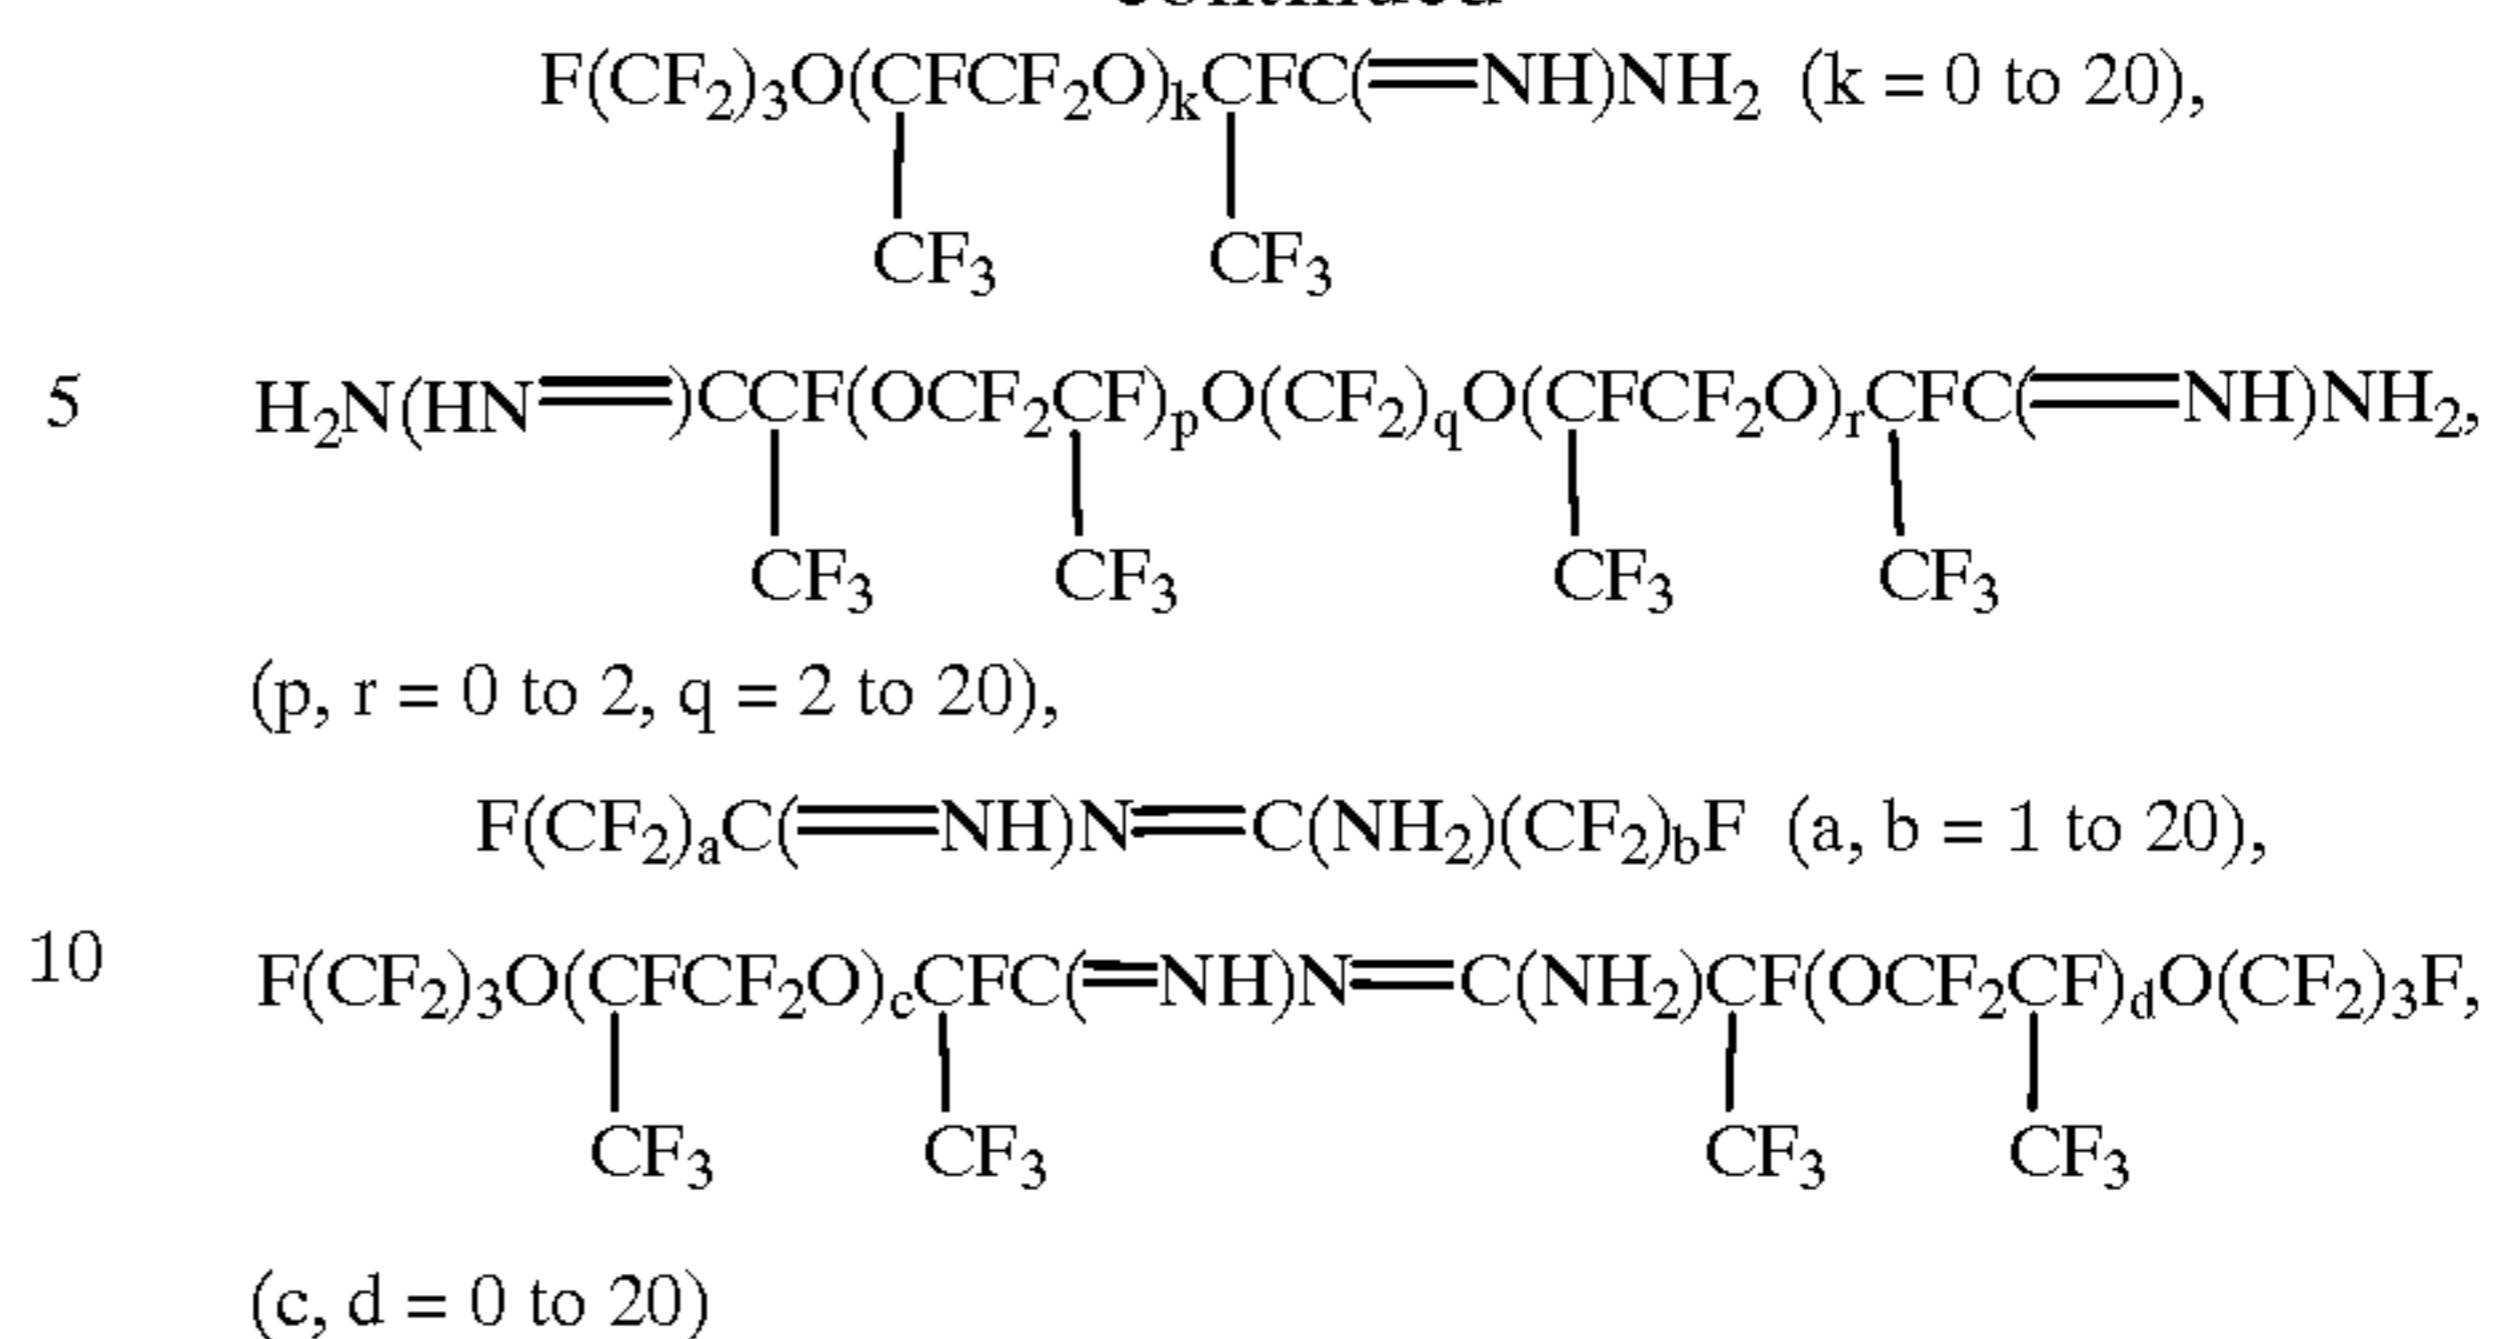 F(CF₂)₃O(CFCF₂O)ₖCFC(=NH)NH₂ (k = 0 to 20),
CF₃ CF₃
5 H₂N(HN=)CCF(OCF₂CF)ₚO(CF₂)qO(CFCF₂O)ᵣCFC(=NH)NH₂,
CF₃ CF₃ CF₃ CF₃
(p, r = 0 to 2, q = 2 to 20),
F(CF₂)ₐC(=NH)N=C(NH₂)(CF₂)bF (a, b = 1 to 20),
10 F(CF₂)₃O(CFCF₂O)cCFC(=NH)N=C(NH₂)CF(OCF₂CF)dO(CF₂)₃F,
CF₃ CF₃ CF₃ CF₃
(c, d = 0 to 20)